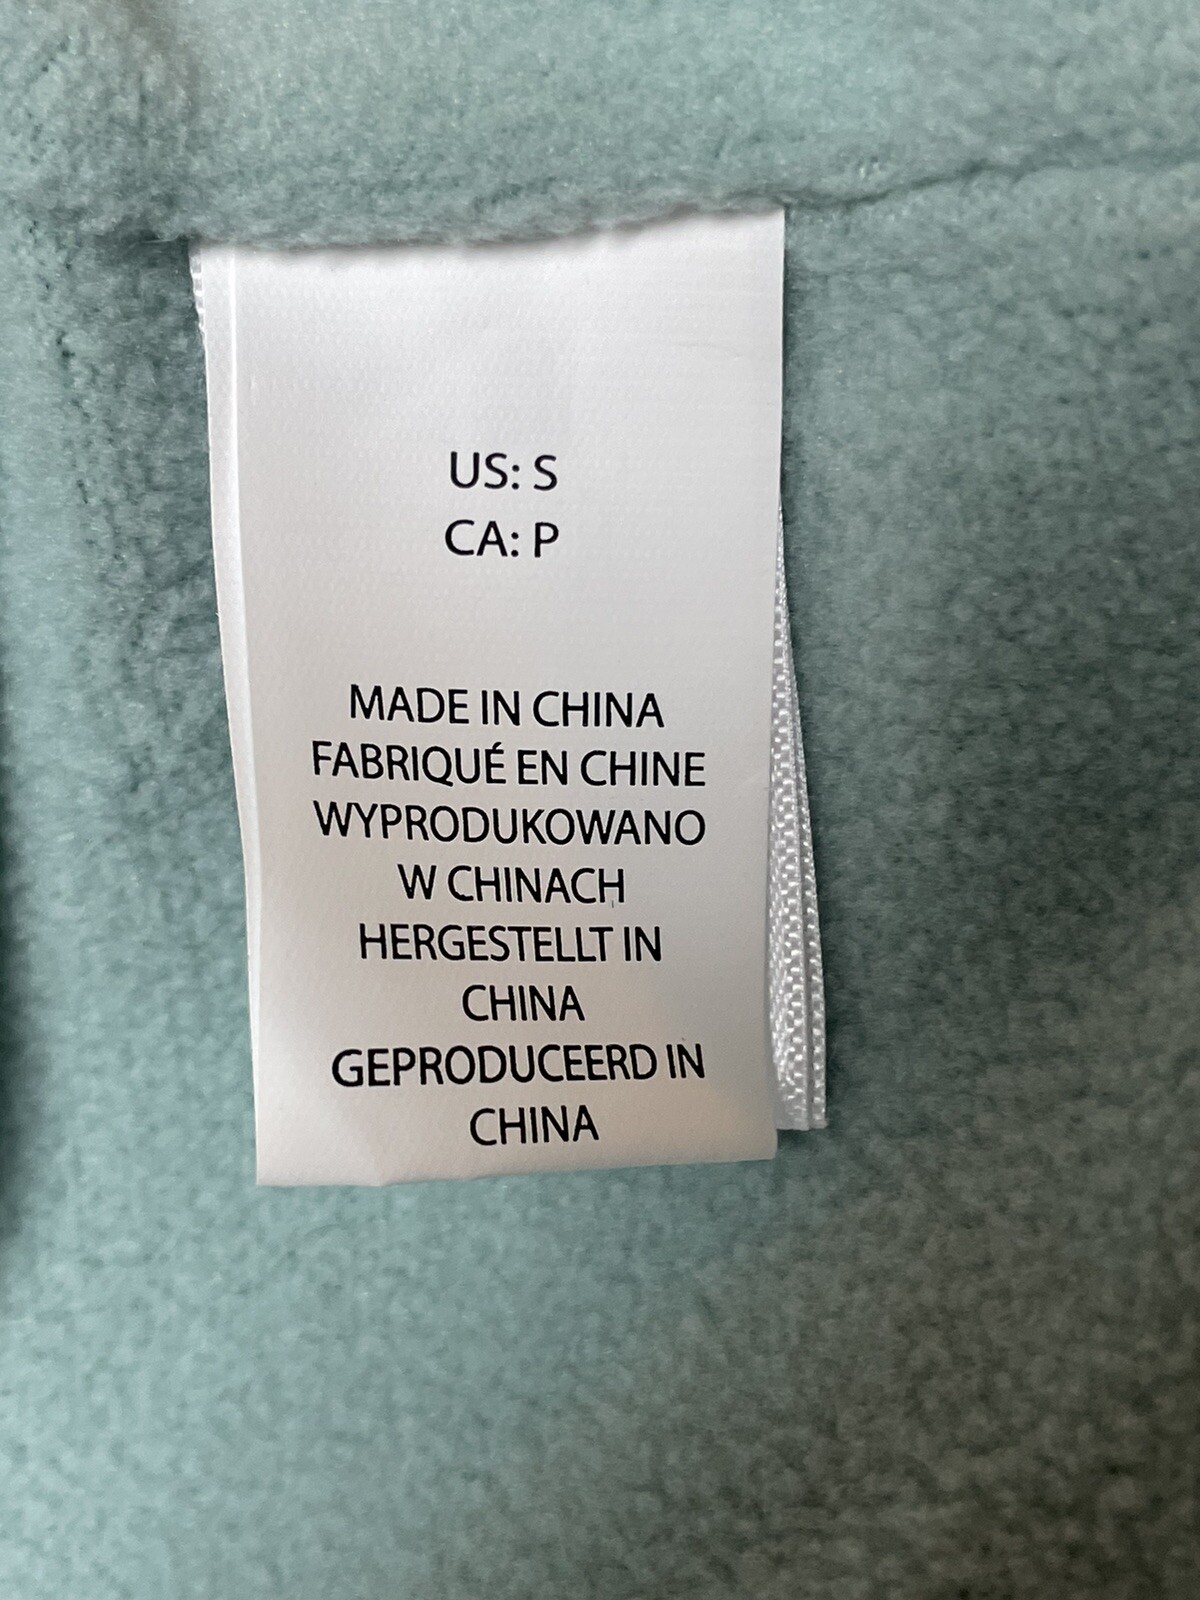 US: S
CA: P
MADE IN CHINA
FABRIQUÉ EN CHINE
WYPRODUKOWANO
W CHINACH
HERGESTELLT IN
CHINA
GEPRODUCEERD IN
CHINA